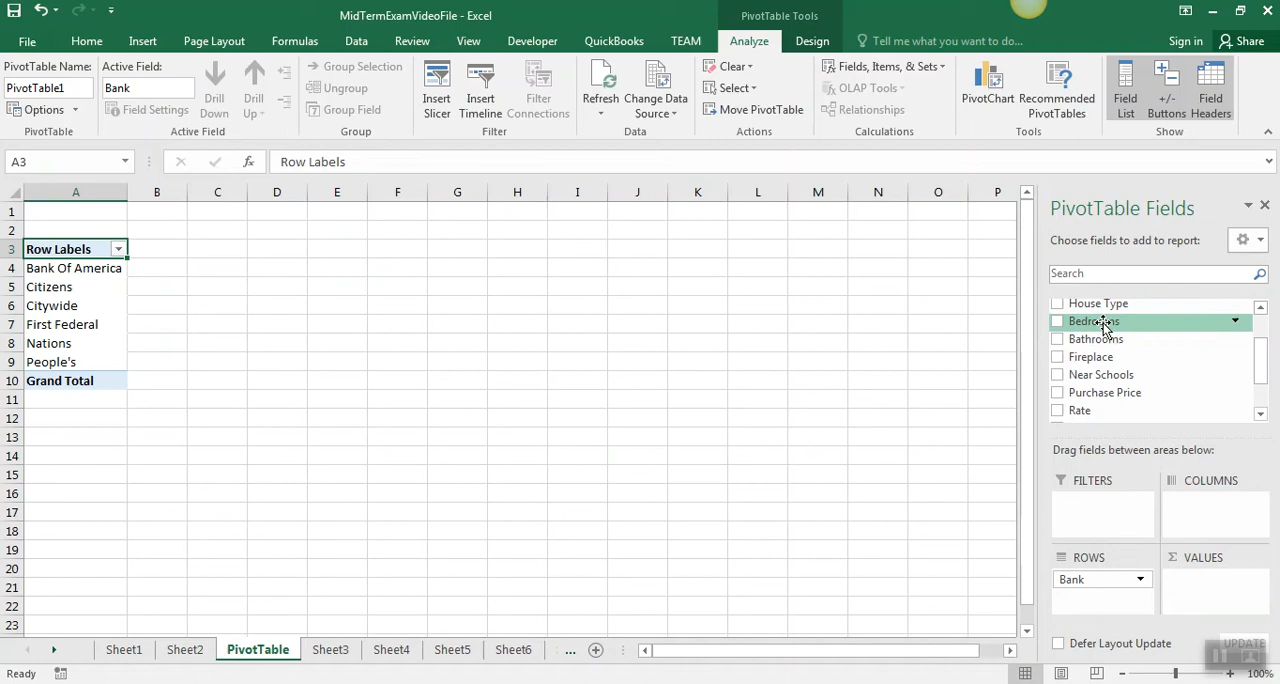 MidTermExamVideoFile - Excel
PivotTable Tools
File Home Insert Page Layout Formulas Data Review View Developer QuickBooks TEAM Analyze Design Tell me what you want to do... Sign in Share
PivotTable Name:
PivotTable1
Options
PivotTable
Active Field:
Bank
Field Settings
Drill Down
Drill Up
Active Field
Group Selection
Ungroup
Group Field
Group
Insert Slicer
Insert Timeline
Filter Connections
Filter
Refresh
Change Data Source
Data
Clear
Select
Move PivotTable
Actions
Fields, Items, & Sets
OLAP Tools
Relationships
Calculations
PivotChart
Recommended PivotTables
Tools
Field List
+/- Buttons
Field Headers
Show
A3
fx
Row Labels
A B C D E F G H I J K L M N O P
1
2
3 Row Labels
4 Bank Of America
5 Citizens
6 Citywide
7 First Federal
8 Nations
9 People's
10 Grand Total
11
12
13
14
15
16
17
18
19
20
21
22
23
PivotTable Fields
Choose fields to add to report:
Search
House Type
Bedrooms
Bathrooms
Fireplace
Near Schools
Purchase Price
Rate
Drag fields between areas below:
FILTERS
COLUMNS
ROWS
Bank
Σ VALUES
Defer Layout Update
UPDATE
Sheet1 Sheet2 PivotTable Sheet3 Sheet4 Sheet5 Sheet6 ...
Ready
100%